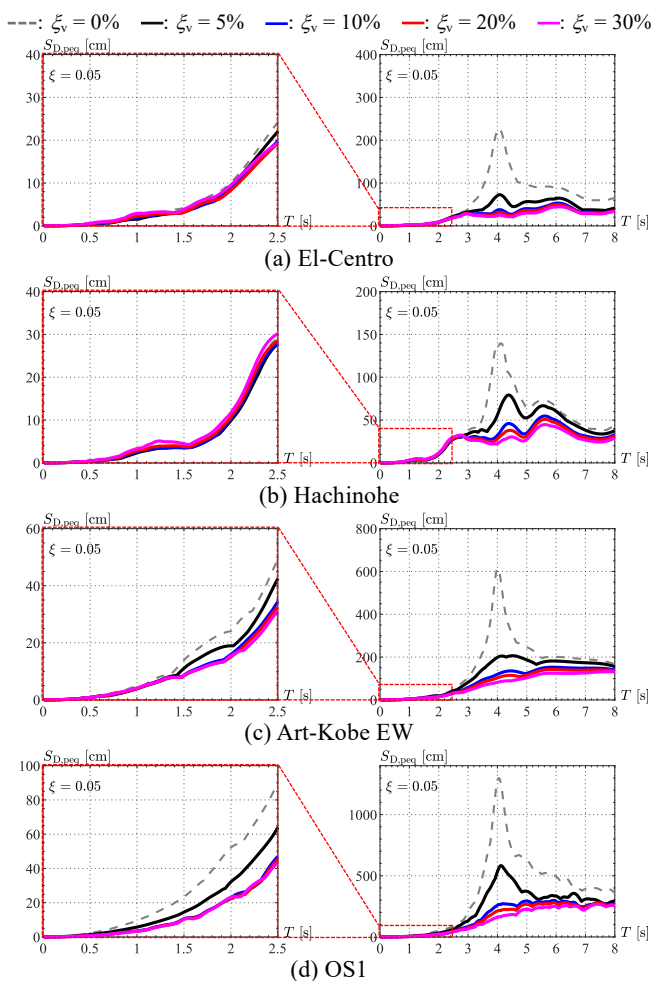 : ξv = 0% : ξv = 5% : ξv = 10% : ξv = 20% : ξv = 30%
SD,peq [cm] SD,peq [cm]
40 400
ξ = 0.05 ξ = 0.05
30 300
20 200
10 100
T [s] T [s]
0 0
0 0.5 1 1.5 2 2.5 0 1 2 3 4 5 6 7 8
(a) El-Centro
SD,peq [cm] SD,peq [cm]
40 200
ξ = 0.05 ξ = 0.05
30 150
20 100
10 50
T [s] T [s]
0 0
0 0.5 1 1.5 2 2.5 0 1 2 3 4 5 6 7 8
(b) Hachinohe
SD,peq [cm] SD,peq [cm]
60 800
ξ = 0.05 ξ = 0.05
600
40
400
20
200
T [s] T [s]
0 0
0 0.5 1 1.5 2 2.5 0 1 2 3 4 5 6 7 8
(c) Art-Kobe EW
SD,peq [cm] SD,peq [cm]
100
ξ = 0.05 ξ = 0.05
80
1000
60
40
500
20
T [s] T [s]
0 0
0 0.5 1 1.5 2 2.5 0 1 2 3 4 5 6 7 8
(d) OS1